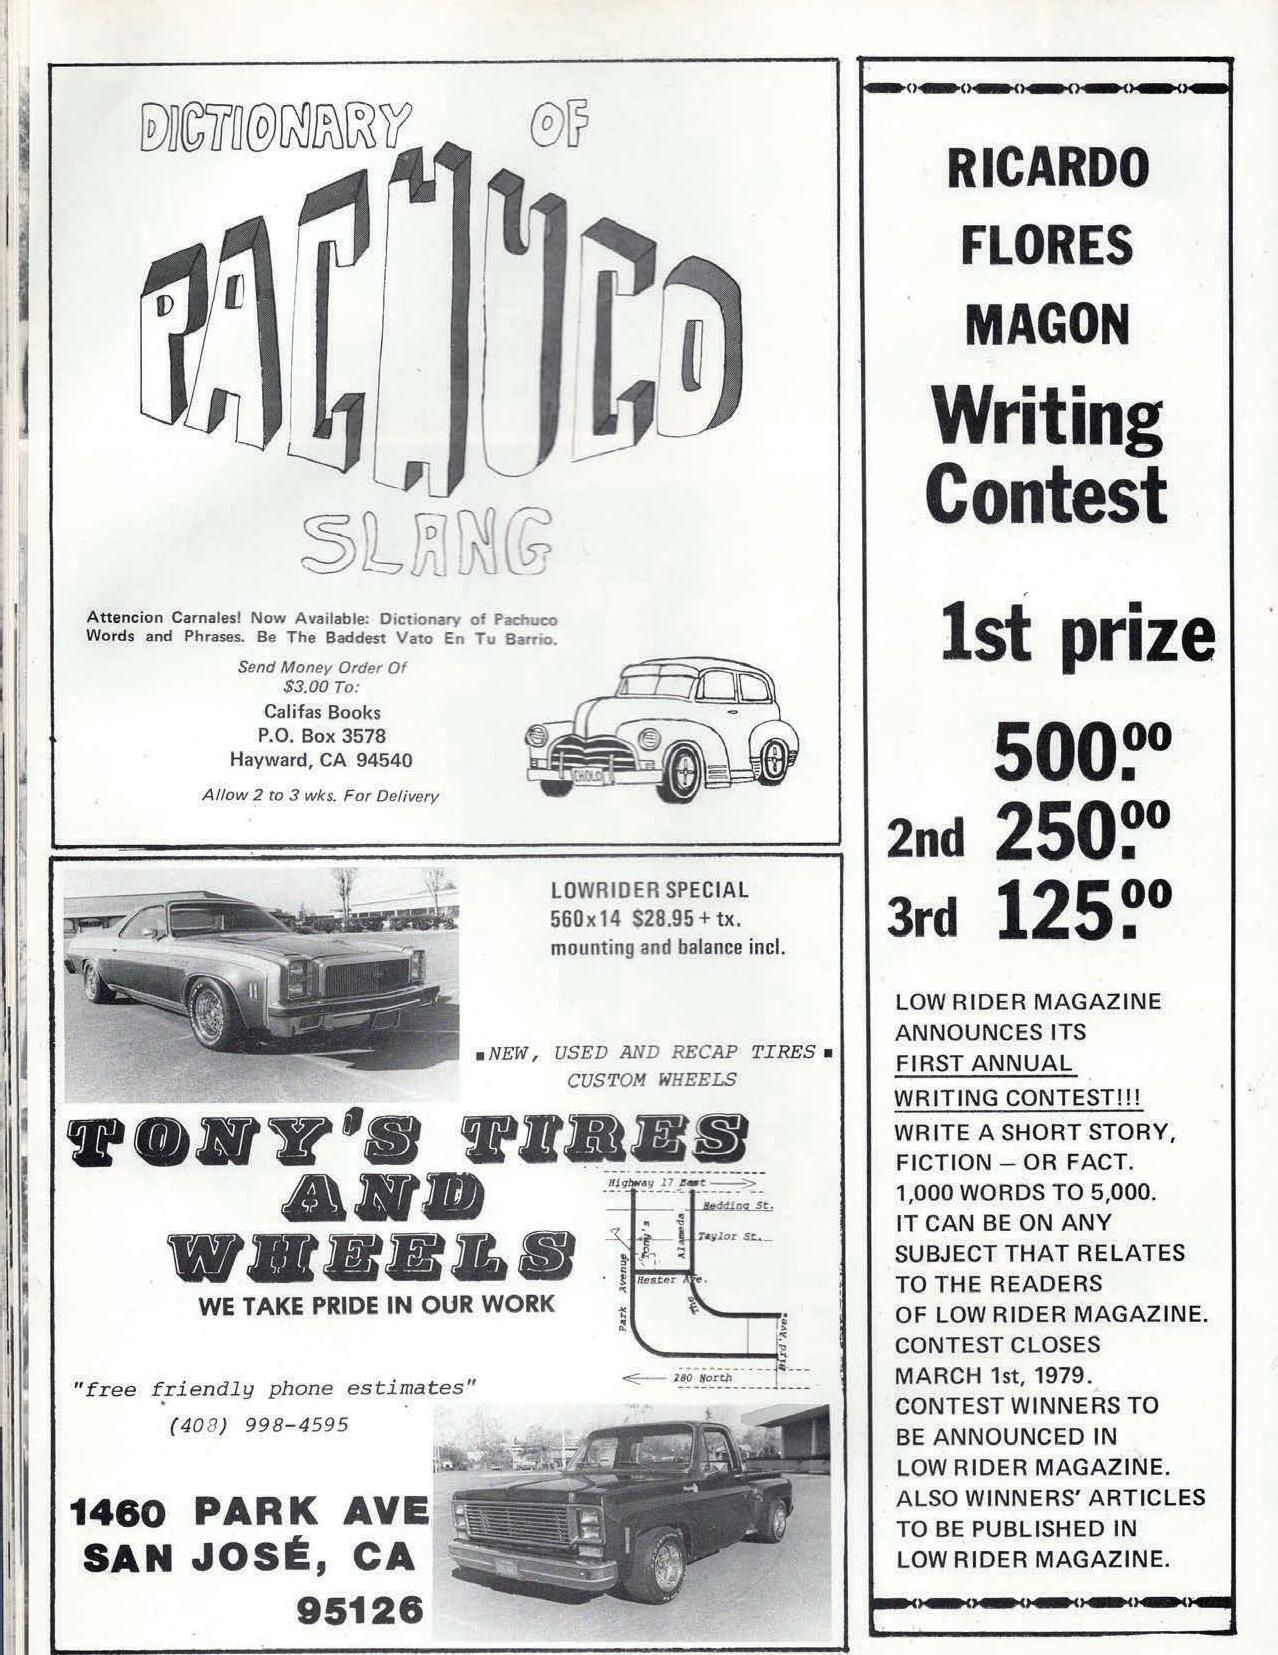 DICTIONARY OF
PACHUCO
SLANG
Attencion Carnales! Now Available: Dictionary of Pachuco
Words and Phrases. Be The Baddest Vato En Tu Barrio.
Send Money Order Of
$3.00 To:
Califas Books
P.O. Box 3578
Hayward, CA 94540
Allow 2 to 3 wks. For Delivery
CHOLO
LOWRIDER SPECIAL
560x14 $28.95 + tx.
mounting and balance incl.
▪NEW, USED AND RECAP TIRES▪
CUSTOM WHEELS
TONY'S TIRES
AND
WHEELS
WE TAKE PRIDE IN OUR WORK
Highway 17 East
Hedding St.
Taylor St.
Tony's
Alameda
The
Hester Ave.
Park Avenue
Bird Ave.
280 North
"free friendly phone estimates"
(408) 998-4595
1460 PARK AVE
SAN JOSÉ, CA
95126
RICARDO
FLORES
MAGON
Writing
Contest
1st prize
500.00
2nd 250.00
3rd 125.00
LOW RIDER MAGAZINE
ANNOUNCES ITS
FIRST ANNUAL
WRITING CONTEST!!!
WRITE A SHORT STORY,
FICTION – OR FACT.
1,000 WORDS TO 5,000.
IT CAN BE ON ANY
SUBJECT THAT RELATES
TO THE READERS
OF LOW RIDER MAGAZINE.
CONTEST CLOSES
MARCH 1st, 1979.
CONTEST WINNERS TO
BE ANNOUNCED IN
LOW RIDER MAGAZINE.
ALSO WINNERS' ARTICLES
TO BE PUBLISHED IN
LOW RIDER MAGAZINE.